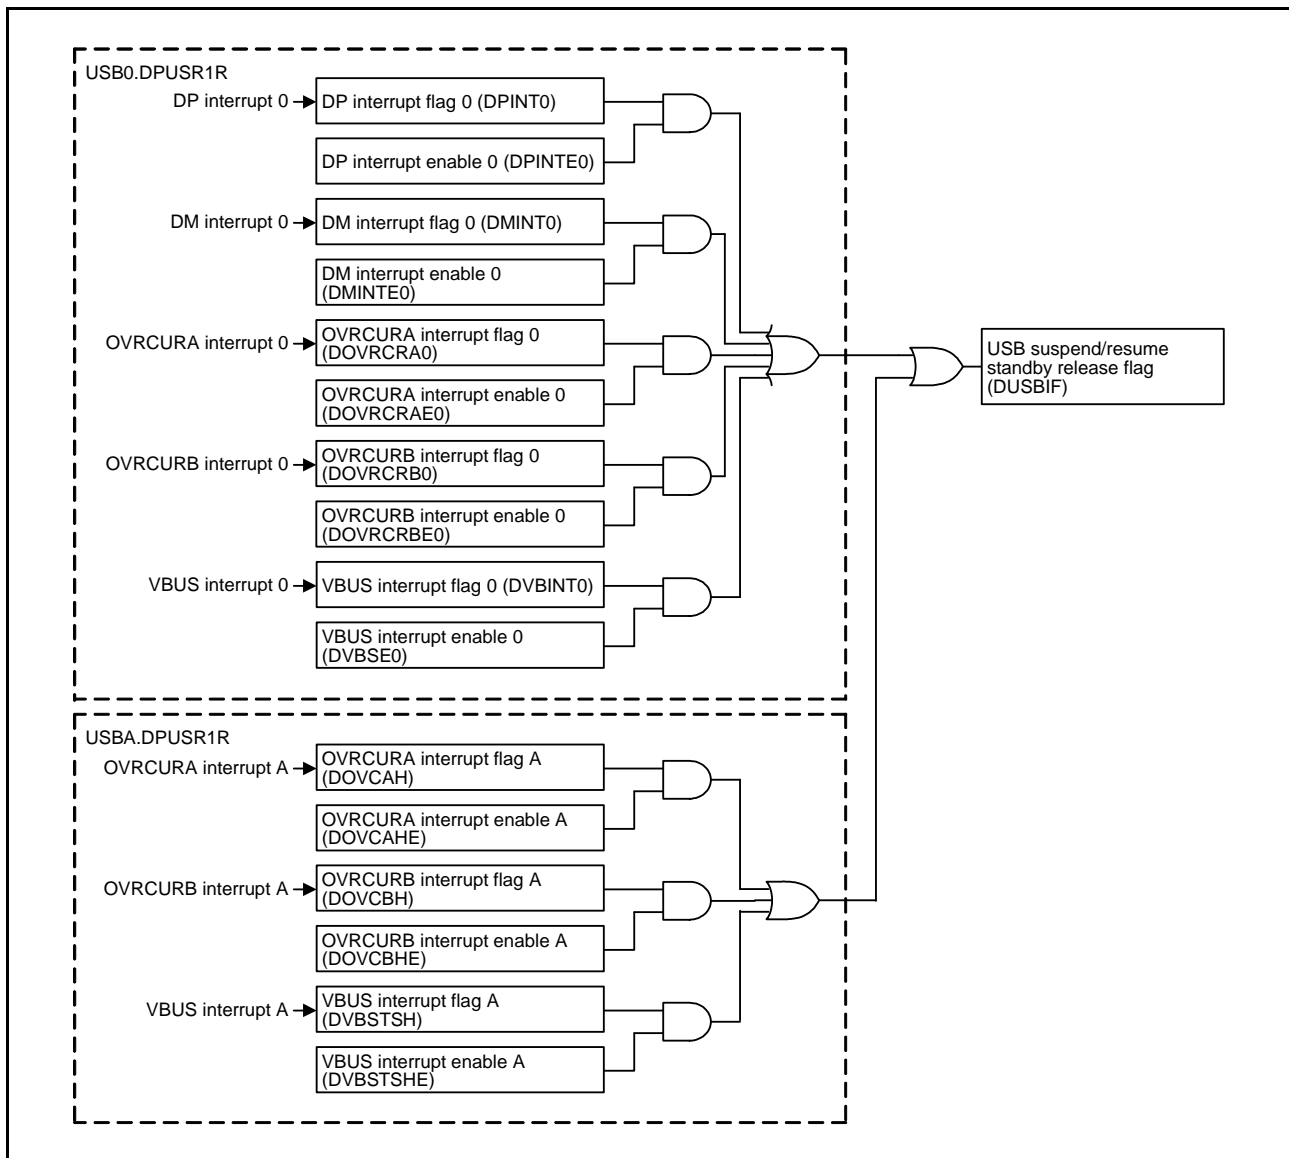 USB0.DPUSR1R
DP interrupt 0
DP interrupt flag 0 (DPINT0)
DP interrupt enable 0 (DPINTE0)
DM interrupt 0
DM interrupt flag 0 (DMINT0)
DM interrupt enable 0
(DMINTE0)
OVRCURA interrupt 0
OVRCURA interrupt flag 0
(DOVRCRA0)
OVRCURA interrupt enable 0
(DOVRCRAE0)
OVRCURB interrupt 0
OVRCURB interrupt flag 0
(DOVRCRB0)
OVRCURB interrupt enable 0
(DOVRCRBE0)
VBUS interrupt 0
VBUS interrupt flag 0 (DVBINT0)
VBUS interrupt enable 0
(DVBSE0)
USB suspend/resume
standby release flag
(DUSBIF)
USBA.DPUSR1R
OVRCURA interrupt A
OVRCURA interrupt flag A
(DOVCAH)
OVRCURA interrupt enable A
(DOVCAHE)
OVRCURB interrupt A
OVRCURB interrupt flag A
(DOVCBH)
OVRCURB interrupt enable A
(DOVCBHE)
VBUS interrupt A
VBUS interrupt flag A
(DVBSTSH)
VBUS interrupt enable A
(DVBSTSHE)